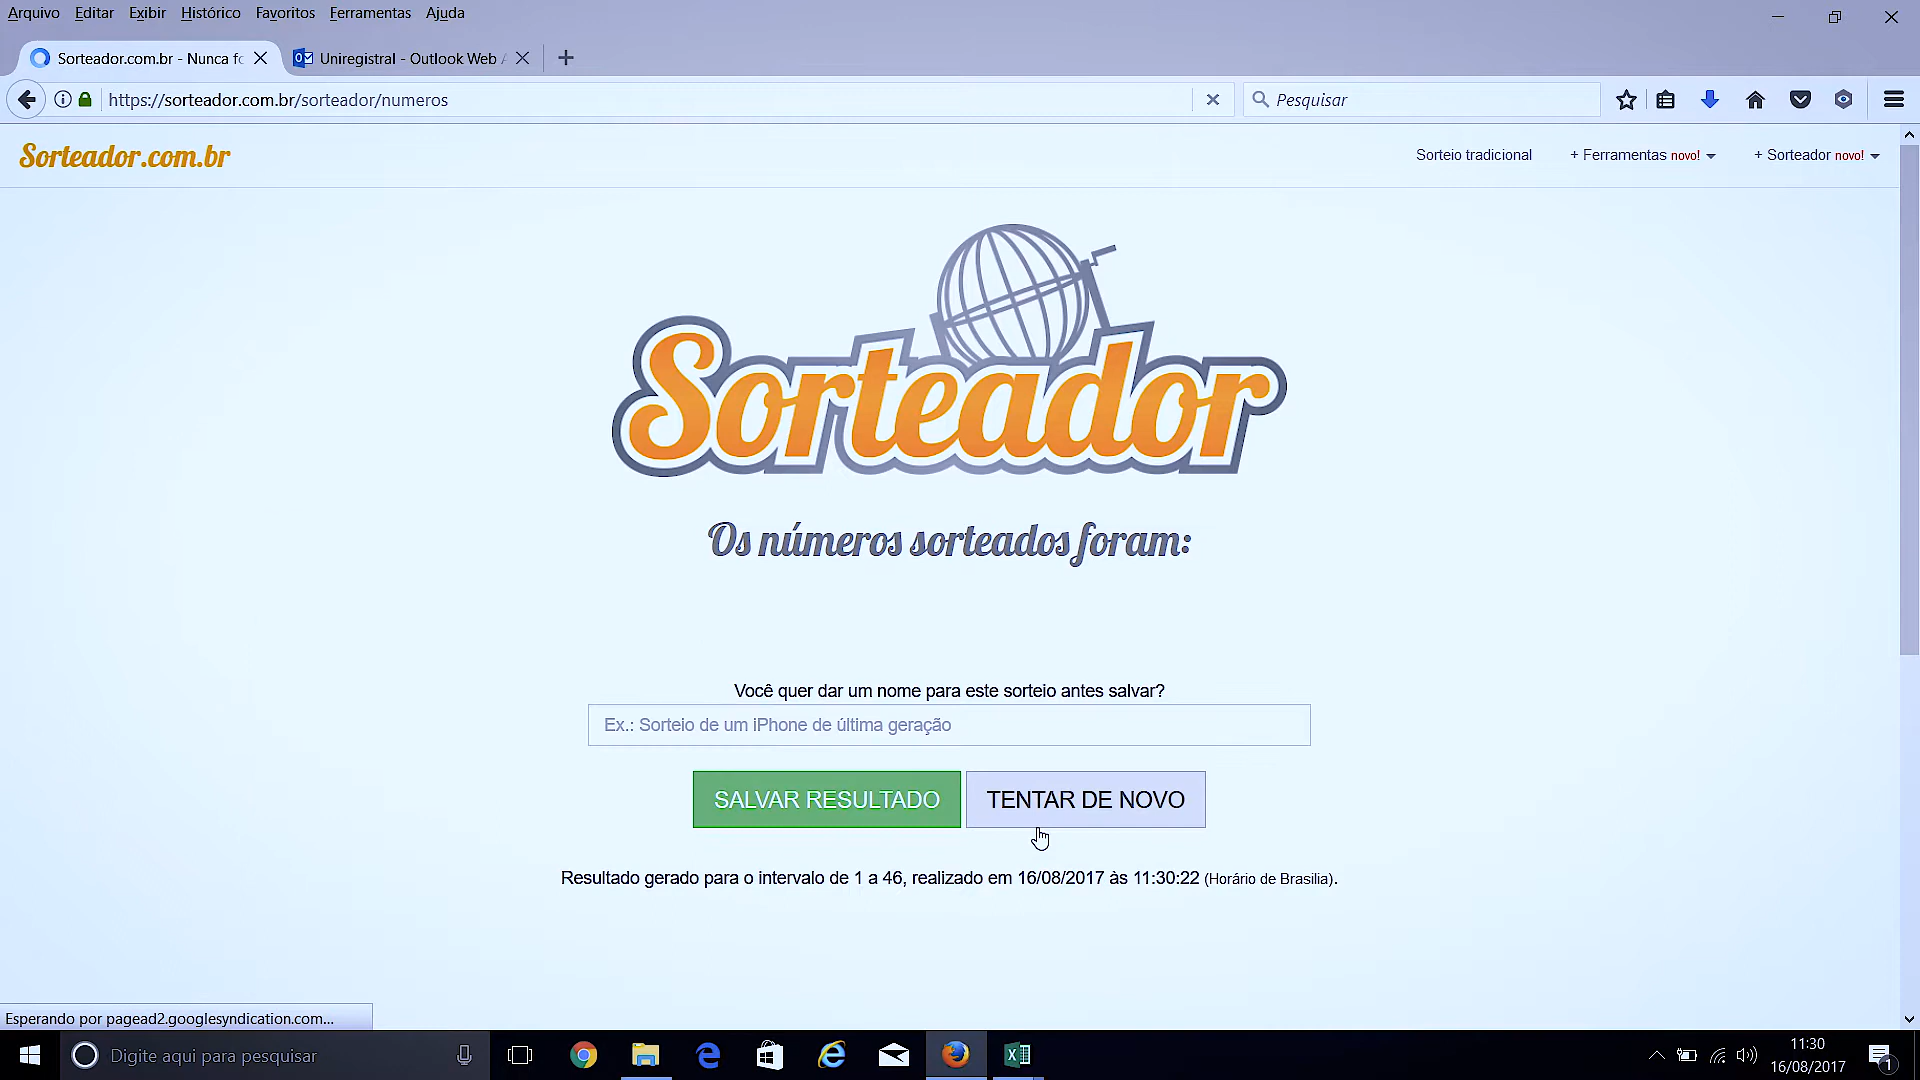 Arquivo Editar Exibir Histórico Favoritos Ferramentas Ajuda
Sorteador.com.br - Nunca fo
Uniregistral - Outlook Web A
https://sorteador.com.br/sorteador/numeros
Pesquisar
Sorteador.com.br
Sorteio tradicional
+ Ferramentas novo!
+ Sorteador novo!
Sorteador
Os números sorteados foram:
Você quer dar um nome para este sorteio antes salvar?
Ex.: Sorteio de um iPhone de última geração
SALVAR RESULTADO
TENTAR DE NOVO
Resultado gerado para o intervalo de 1 a 46, realizado em 16/08/2017 às 11:30:22 (Horário de Brasilia).
Esperando por pagead2.googlesyndication.com...
Digite aqui para pesquisar
11:30
16/08/2017
1